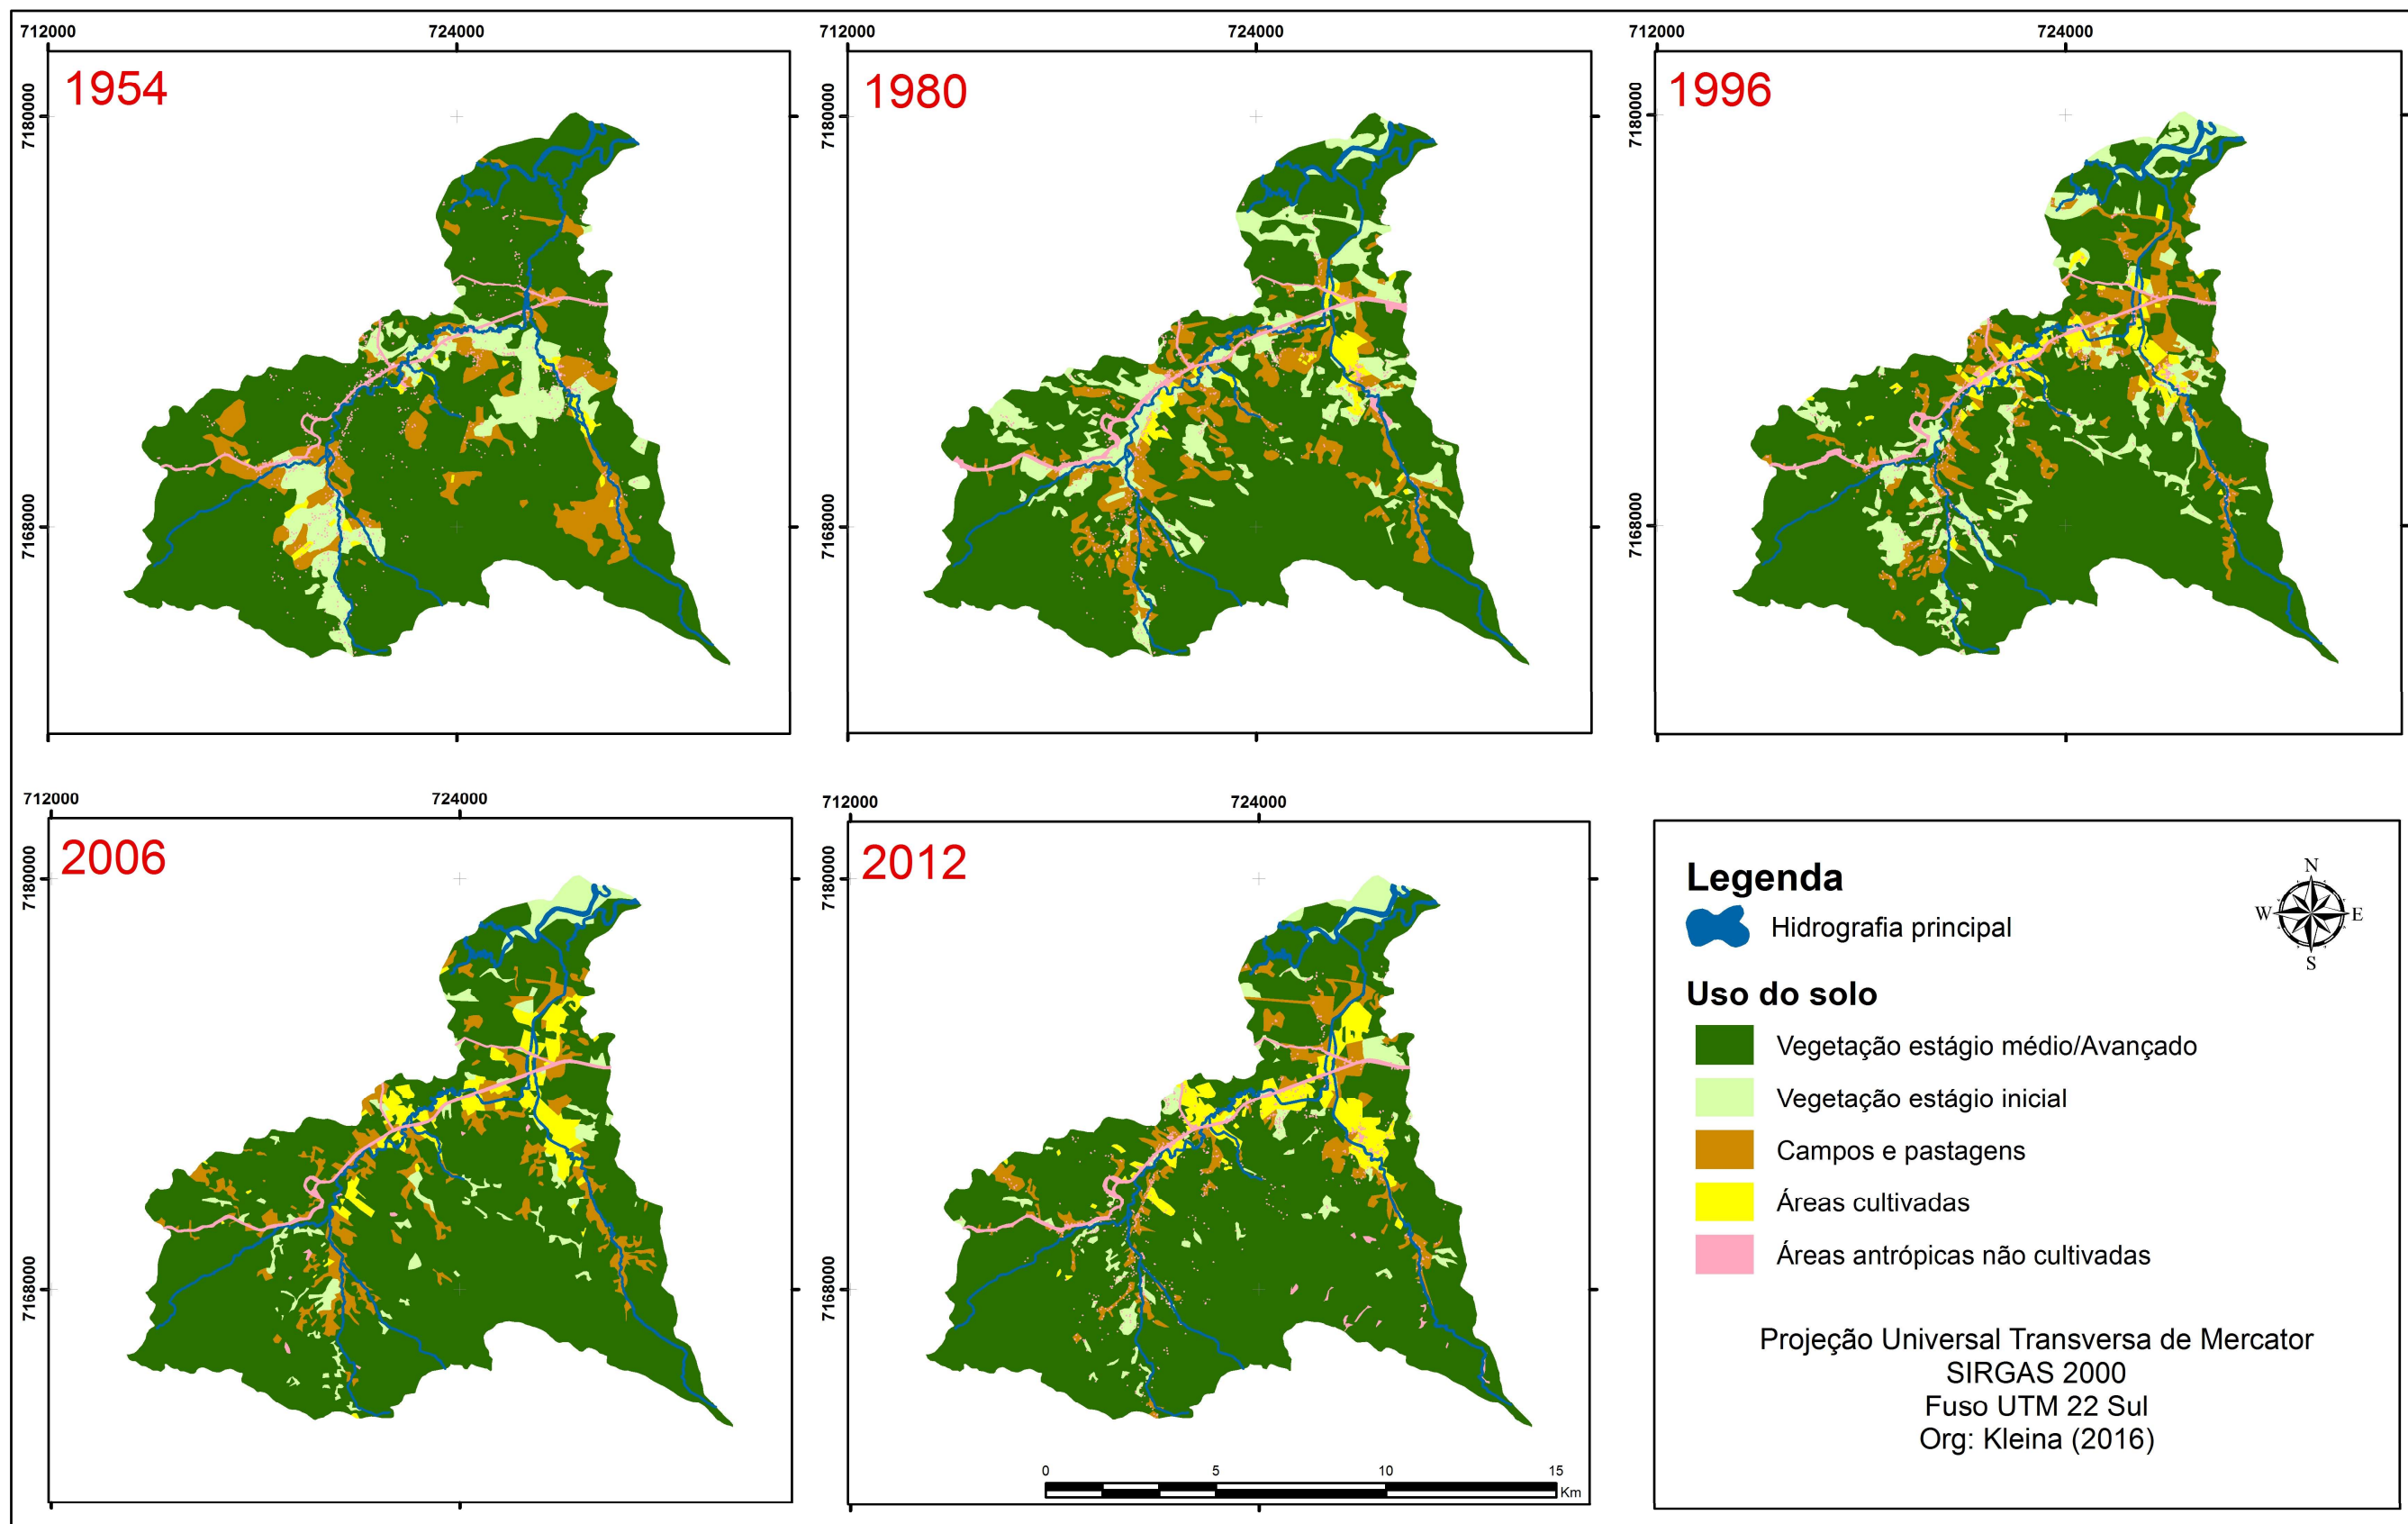 712000 724000
712000 724000
712000 724000
1954
1980
1996
7180000
7168000
7180000
7168000
7180000
7168000
712000 724000
712000 724000
2006
2012
7180000
7168000
7180000
7168000
0 5 10 15
Km
Legenda
Hidrografia principal
N
W E
S
Uso do solo
Vegetação estágio médio/Avançado
Vegetação estágio inicial
Campos e pastagens
Áreas cultivadas
Áreas antrópicas não cultivadas
Projeção Universal Transversa de Mercator
SIRGAS 2000
Fuso UTM 22 Sul
Org: Kleina (2016)